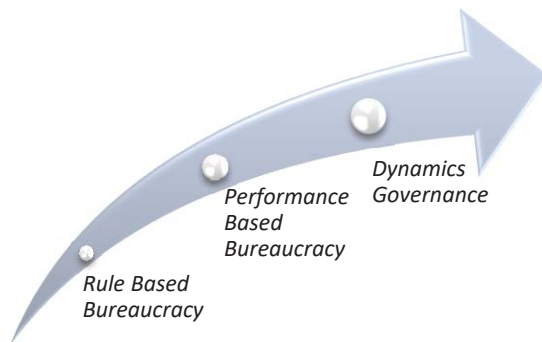 Rule Based
Bureaucracy
Performance
Based
Bureaucracy
Dynamics
Governance